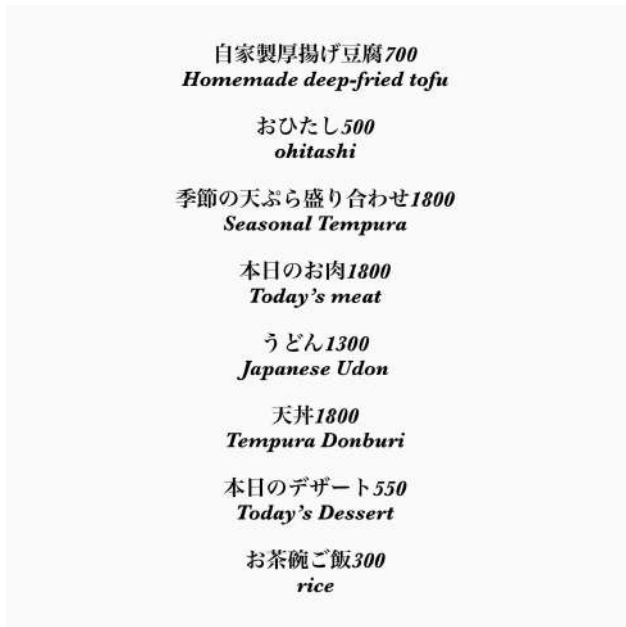 自家製厚揚げ豆腐700
Homemade deep-fried tofu
おひたし500
ohitashi
季節の天ぷら盛り合わせ1800
Seasonal Tempura
本日のお肉1800
Today's meat
うどん1300
Japanese Udon
天丼1800
Tempura Donburi
本日のデザート550
Today's Dessert
お茶碗ご飯300
rice